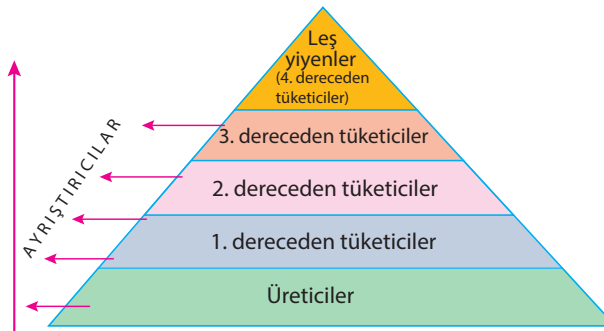 Leş
yiyenler
(4. dereceden
tüketiciler)
3. dereceden tüketiciler
2. dereceden tüketiciler
1. dereceden tüketiciler
Üreticiler
AYRIŞTIRICILAR